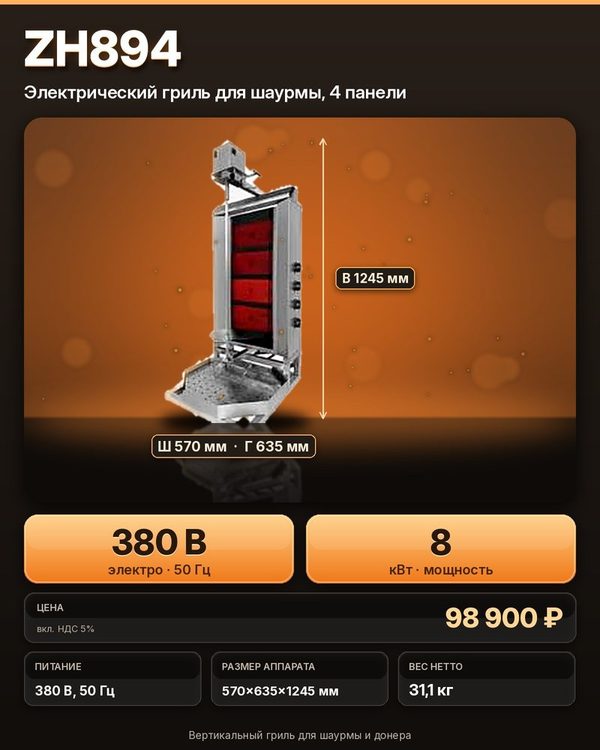 ZH894
Электрический гриль для шаурмы, 4 панели
В 1245 мм
Ш 570 мм · Г 635 мм
380 В
электро · 50 Гц
8
кВт · мощность
ЦЕНА
вкл. НДС 5%
98 900 ₽
ПИТАНИЕ
380 В, 50 Гц
РАЗМЕР АППАРАТА
570×635×1245 мм
ВЕС НЕТТО
31,1 кг
Вертикальный гриль для шаурмы и донера